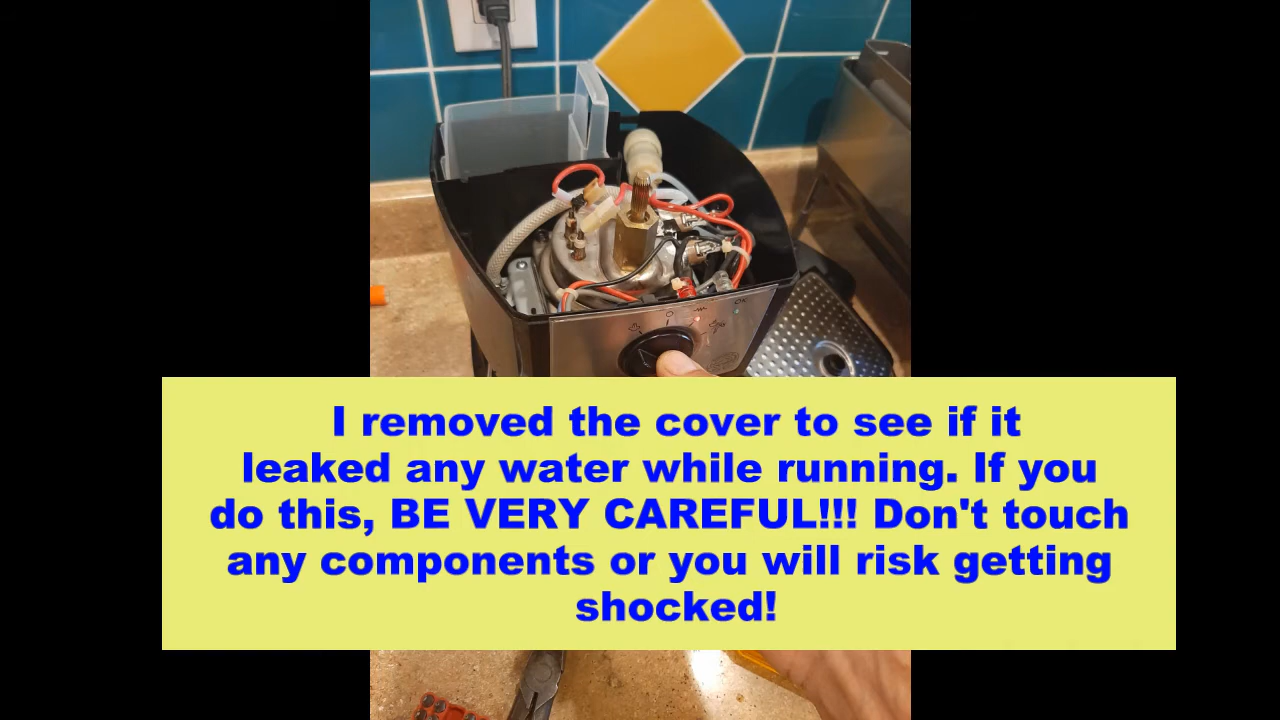 I removed the cover to see if it
leaked any water while running. If you
do this, BE VERY CAREFUL!!! Don't touch
any components or you will risk getting
shocked!